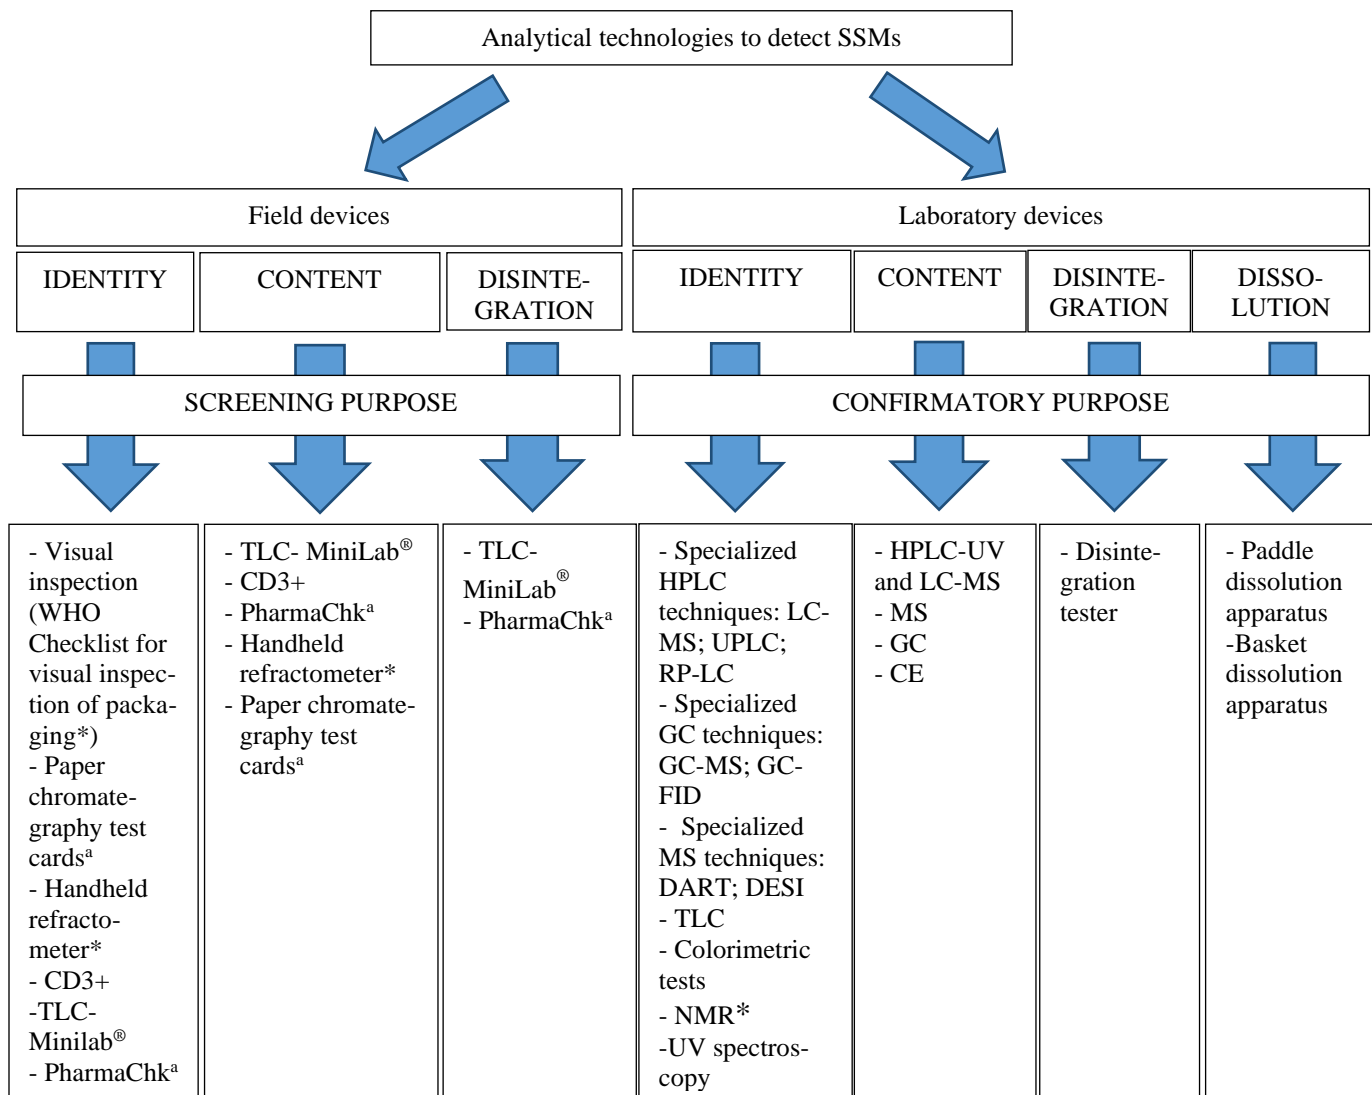 Analytical technologies to detect SSMs
Field devices
Laboratory devices
IDENTITY
CONTENT
DISINTE-
GRATION
IDENTITY
CONTENT
DISINTE-
GRATION
DISSO-
LUTION
SCREENING PURPOSE
CONFIRMATORY PURPOSE
- Visual
inspection
(WHO
Checklist for
visual inspec-
tion of packa-
ging*)
- Paper
chromate-
graphy test
cardsᵃ
- Handheld
refracto-
meter*
- CD3+
-TLC-
Minilab®
- PharmaChkᵃ
- TLC- MiniLab®
- CD3+
- PharmaChkᵃ
- Handheld
refractometer*
- Paper chromate-
graphy test
cardsᵃ
- TLC-
MiniLab®
- PharmaChkᵃ
- Specialized
HPLC
techniques: LC-
MS; UPLC;
RP-LC
- Specialized
GC techniques:
GC-MS; GC-
FID
- Specialized
MS techniques:
DART; DESI
- TLC
- Colorimetric
tests
- NMR*
-UV spectros-
copy
- HPLC-UV
and LC-MS
- MS
- GC
- CE
- Disinte-
gration
tester
- Paddle
dissolution
apparatus
-Basket
dissolution
apparatus